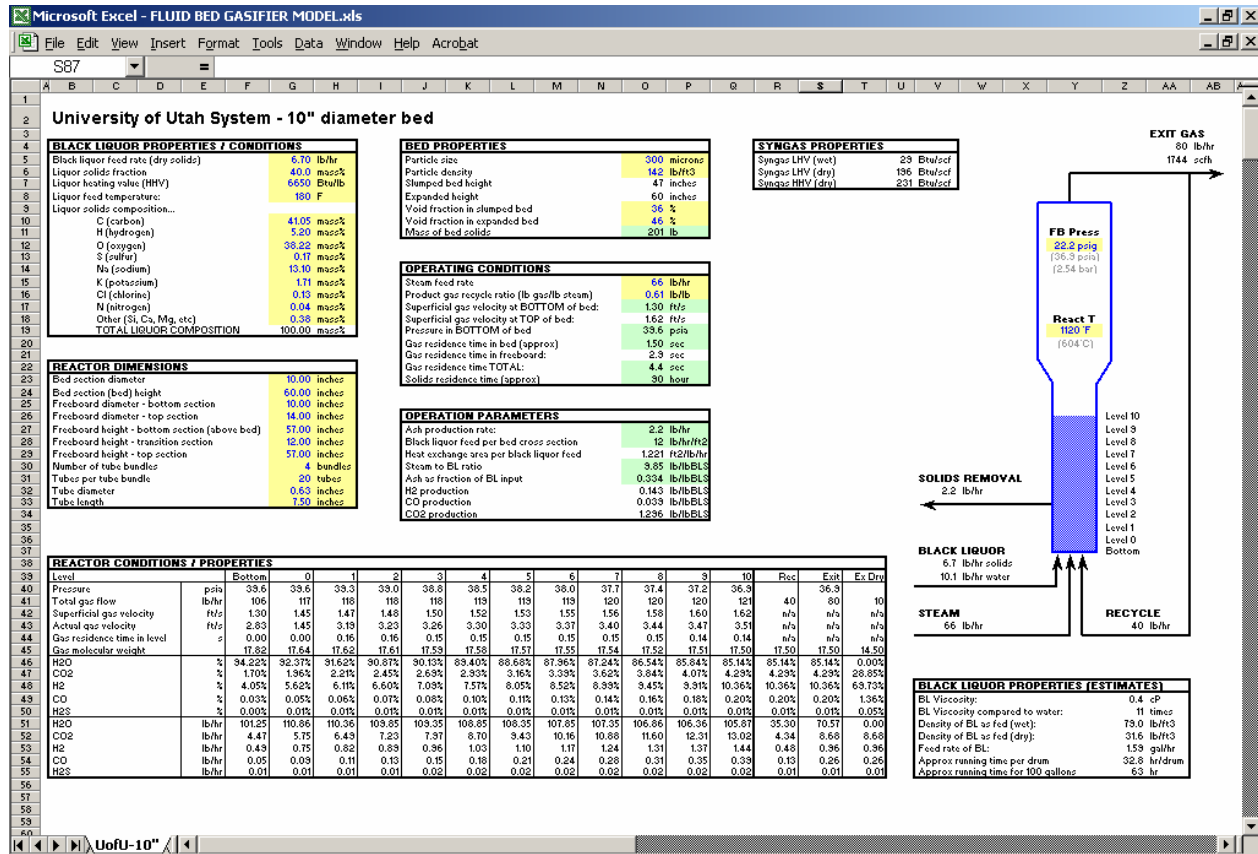 Microsoft Excel - FLUID BED GASIFIER MODEL.xls
File Edit View Insert Format Tools Data Window Help Acrobat
S87 =
A B C D E F G H I J K L M N O P Q R S T U V W X Y Z AA AB
University of Utah System - 10" diameter bed
BLACK LIQUOR PROPERTIES / CONDITIONS
Black liquor feed rate (dry solids) 6.70 lb/hr
Liquor solids fraction 40.0 mass%
Liquor heating value (HHV) 6650 Btu/lb
Liquor feed temperature: 180 F
Liquor solids composition...
C (carbon) 41.05 mass%
H (hydrogen) 5.20 mass%
O (oxygen) 38.22 mass%
S (sulfur) 0.17 mass%
Na (sodium) 13.10 mass%
K (potassium) 1.71 mass%
Cl (chlorine) 0.13 mass%
N (nitrogen) 0.04 mass%
Other (Si, Ca, Mg, etc) 0.38 mass%
TOTAL LIQUOR COMPOSITION 100.00 mass%
REACTOR DIMENSIONS
Bed section diameter 10.00 inches
Bed section (bed) height 60.00 inches
Freeboard diameter - bottom section 10.00 inches
Freeboard diameter - top section 14.00 inches
Freeboard height - bottom section (above bed) 57.00 inches
Freeboard height - transition section 12.00 inches
Freeboard height - top section 57.00 inches
Number of tube bundles 4 bundles
Tubes per tube bundle 20 tubes
Tube diameter 0.63 inches
Tube length 7.50 inches
BED PROPERTIES
Particle size 300 microns
Particle density 142 lb/ft3
Slumped bed height 47 inches
Expanded height 60 inches
Void fraction in slumped bed 36 %
Void fraction in expanded bed 46 %
Mass of bed solids 201 lb
OPERATING CONDITIONS
Steam feed rate 66 lb/hr
Product gas recycle ratio (lb gas/lb steam) 0.61 lb/lb
Superficial gas velocity at BOTTOM of bed: 1.30 ft/s
Superficial gas velocity at TOP of bed: 1.62 ft/s
Pressure in BOTTOM of bed 39.6 psia
Gas residence time in bed (approx) 1.50 sec
Gas residence time in freeboard: 2.9 sec
Gas residence time TOTAL: 4.4 sec
Solids residence time (approx) 90 hour
OPERATION PARAMETERS
Ash production rate: 2.2 lb/hr
Black liquor feed per bed cross section 12 lb/hr/ft2
Heat exchange area per black liquor feed 1.221 ft2/lb/hr
Steam to BL ratio 9.85 lb/lbBLS
Ash as fraction of BL input 0.334 lb/lbBLS
H2 production 0.143 lb/lbBLS
CO production 0.039 lb/lbBLS
CO2 production 1.296 lb/lbBLS
SYNGAS PROPERTIES
Syngas LHV (wet) 29 Btu/scf
Syngas LHV (dry) 196 Btu/scf
Syngas HHV (dry) 231 Btu/scf
EXIT GAS
80 lb/hr
1744 scfh
FB Press
22.2 psig
(36.9 psia)
(2.54 bar)
React T
1120 °F
(604°C)
Level 10
Level 9
Level 8
Level 7
Level 6
Level 5
Level 4
Level 3
Level 2
Level 1
Level 0
Bottom
SOLIDS REMOVAL
2.2 lb/hr
BLACK LIQUOR
6.7 lb/hr solids
10.1 lb/hr water
STEAM
66 lb/hr
RECYCLE
40 lb/hr
REACTOR CONDITIONS / PROPERTIES
Level Bottom 0 1 2 3 4 5 6 7 8 9 10 Rec Exit Ex Dry
Pressure psia 39.6 39.6 39.3 39.0 38.8 38.5 38.2 38.0 37.7 37.4 37.2 36.9 36.9
Total gas flow lb/hr 106 117 118 118 118 119 119 119 120 120 120 121 40 80 10
Superficial gas velocity ft/s 1.30 1.45 1.47 1.48 1.50 1.52 1.53 1.55 1.56 1.58 1.60 1.62 n/a n/a n/a
Actual gas velocity ft/s 2.83 1.45 3.19 3.23 3.26 3.30 3.33 3.37 3.40 3.44 3.47 3.51 n/a n/a n/a
Gas residence time in level s 0.00 0.00 0.16 0.16 0.15 0.15 0.15 0.15 0.15 0.15 0.14 0.14 n/a n/a n/a
Gas molecular weight 17.82 17.64 17.62 17.61 17.59 17.58 17.57 17.55 17.54 17.52 17.51 17.50 17.50 17.50 14.50
H2O % 94.22% 92.37% 91.62% 90.87% 90.13% 89.40% 88.68% 87.96% 87.24% 86.54% 85.84% 85.14% 85.14% 85.14% 0.00%
CO2 % 1.70% 1.96% 2.21% 2.45% 2.69% 2.93% 3.16% 3.39% 3.62% 3.84% 4.07% 4.29% 4.29% 4.29% 28.85%
H2 % 4.05% 5.62% 6.11% 6.60% 7.09% 7.57% 8.05% 8.52% 8.99% 9.45% 9.91% 10.36% 10.36% 10.36% 69.73%
CO % 0.03% 0.05% 0.06% 0.07% 0.08% 0.10% 0.11% 0.13% 0.14% 0.16% 0.18% 0.20% 0.20% 0.20% 1.36%
H2S % 0.00% 0.01% 0.01% 0.01% 0.01% 0.01% 0.01% 0.01% 0.01% 0.01% 0.01% 0.01% 0.01% 0.01% 0.05%
H2O lb/hr 101.25 110.86 110.36 109.85 109.35 108.85 108.35 107.85 107.35 106.86 106.36 105.87 35.30 70.57 0.00
CO2 lb/hr 4.47 5.75 6.49 7.23 7.97 8.70 9.43 10.16 10.88 11.60 12.31 13.02 4.34 8.68 8.68
H2 lb/hr 0.49 0.75 0.82 0.89 0.96 1.03 1.10 1.17 1.24 1.31 1.37 1.44 0.48 0.96 0.96
CO lb/hr 0.05 0.09 0.11 0.13 0.15 0.18 0.21 0.24 0.28 0.31 0.35 0.39 0.13 0.26 0.26
H2S lb/hr 0.01 0.01 0.01 0.01 0.02 0.02 0.02 0.02 0.02 0.02 0.02 0.02 0.01 0.01 0.01
BLACK LIQUOR PROPERTIES (ESTIMATES)
BL Viscosity: 0.4 cP
BL Viscosity compared to water: 11 times
Density of BL as fed (wet): 79.0 lb/ft3
Density of BL as fed (dry): 31.6 lb/ft3
Feed rate of BL: 1.59 gal/hr
Approx running time per drum 32.8 hr/drum
Approx running time for 100 gallons 63 hr
UofU-10"